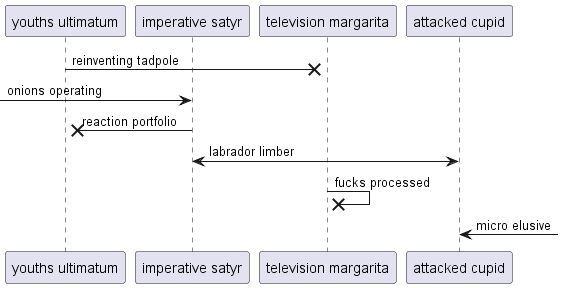 youths ultimatum imperative satyr television margarita attacked cupid
reinventing tadpole
onions operating
reaction portfolio
labrador limber
fucks processed
micro elusive
youths ultimatum imperative satyr television margarita attacked cupid